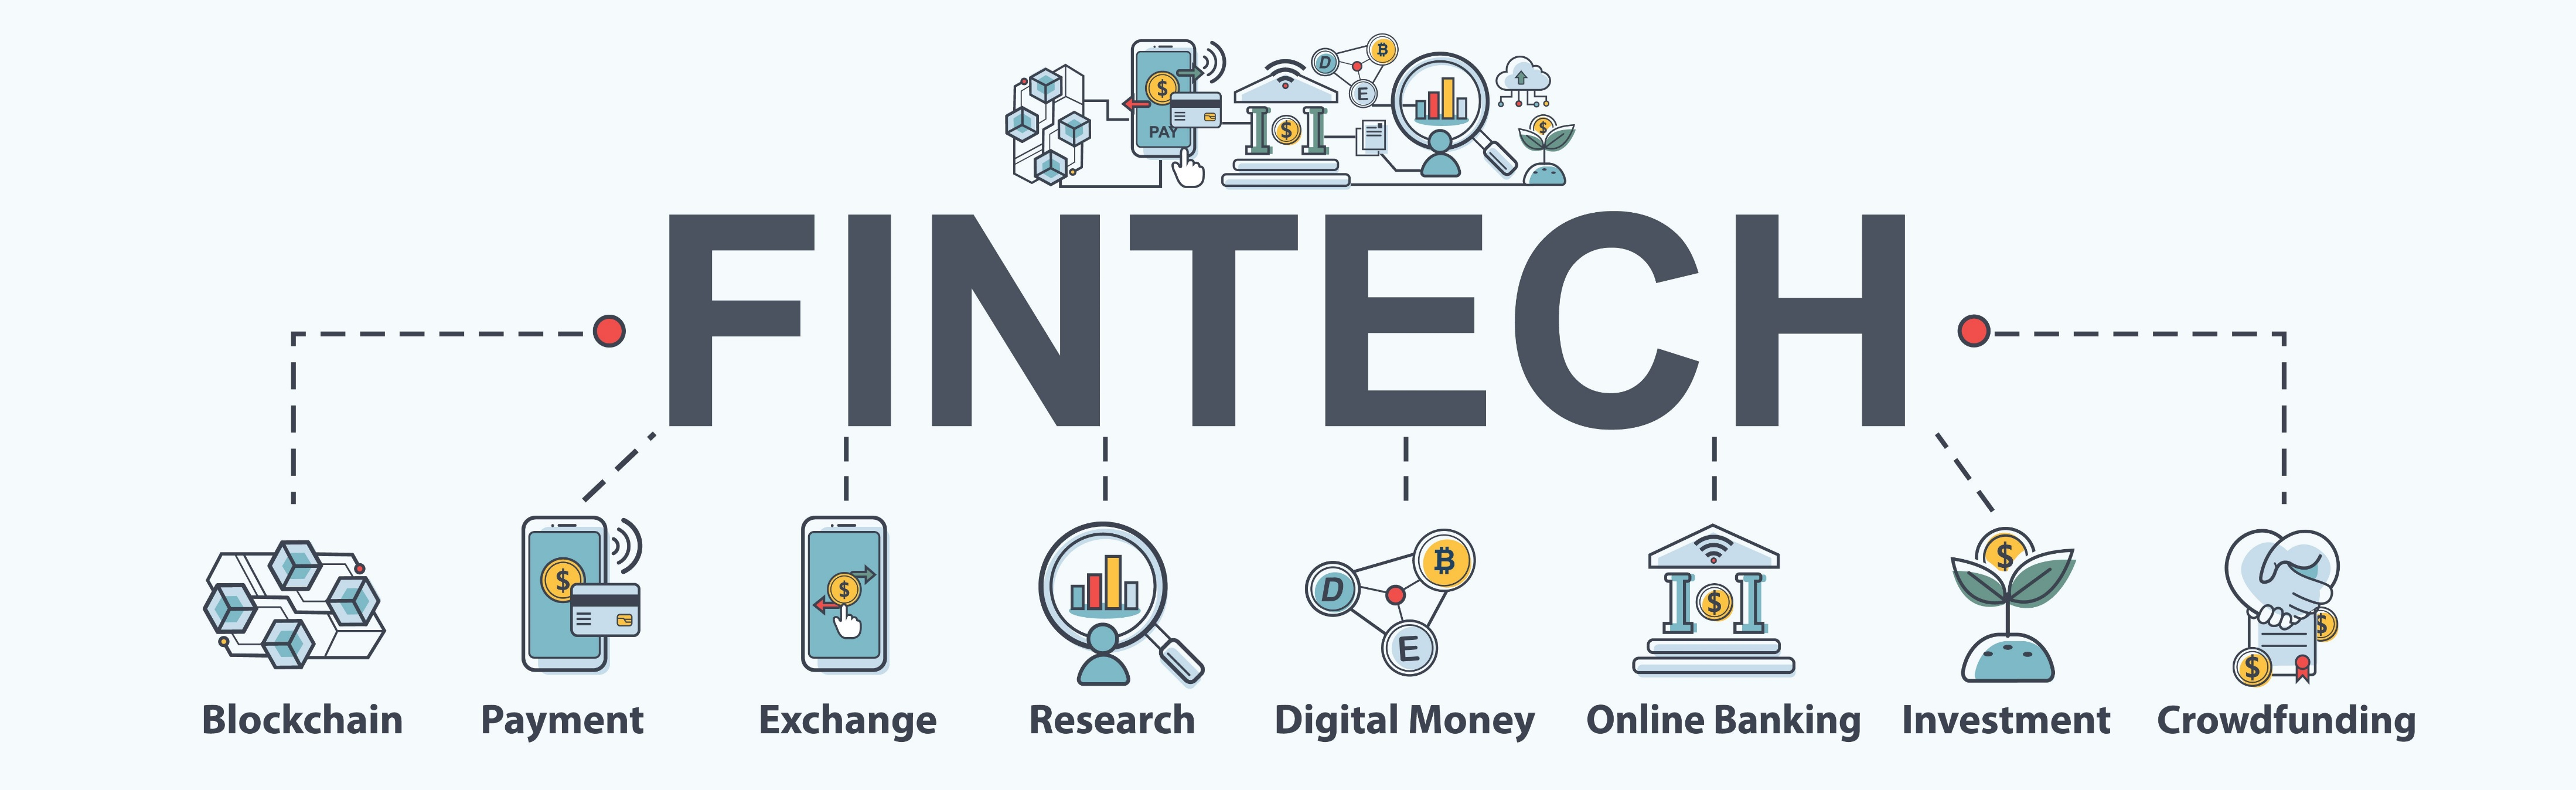 $
PAY
$
D
B
E
$
FINTECH
$
$
D
B
E
$
$
$
$
Blockchain
Payment
Exchange
Research
Digital Money
Online Banking
Investment
Crowdfunding